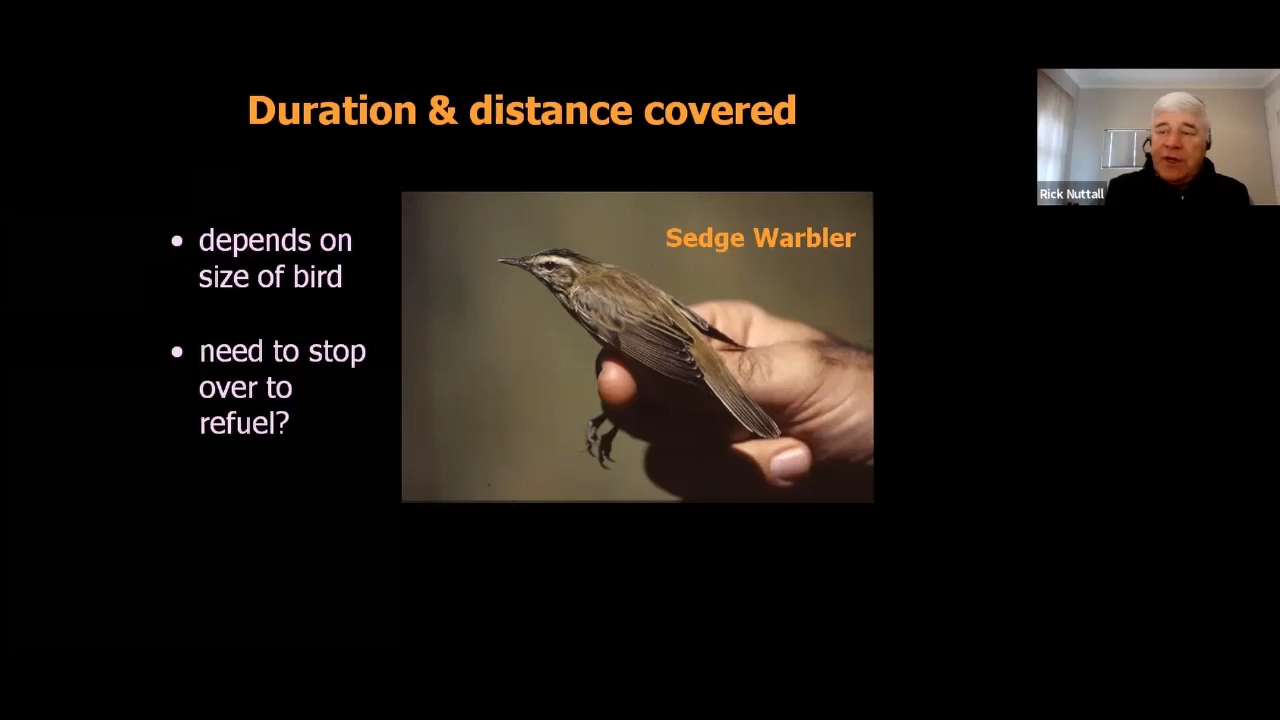 Duration & distance covered
Rick Nuttall
• depends on
size of bird
• need to stop
over to
refuel?
Sedge Warbler